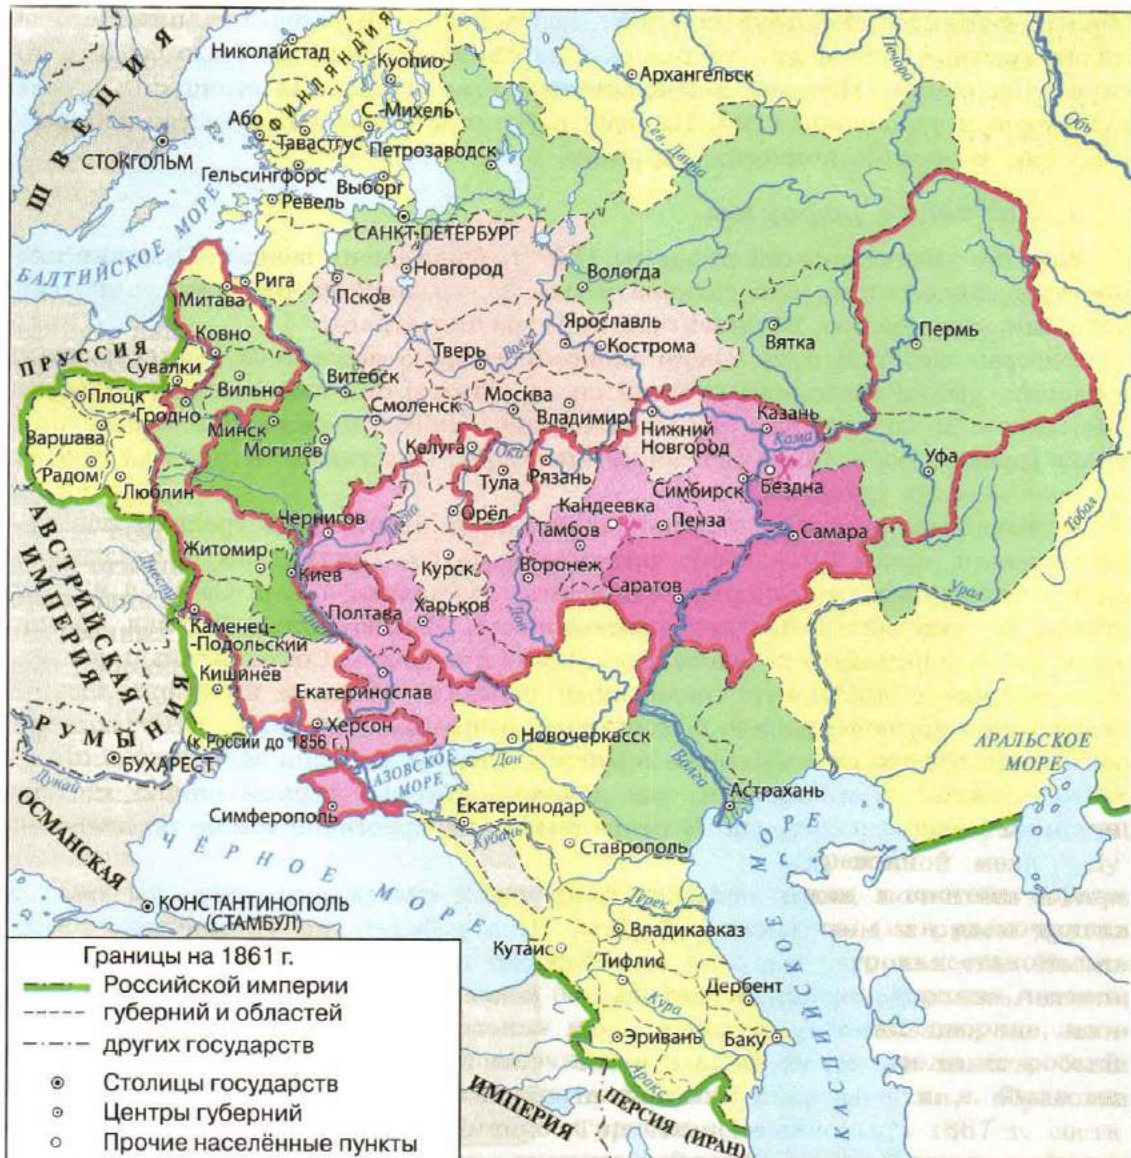 ШВЕЦИЯ
Николайстад
ФИНЛЯНДИЯ
Куопио
Архангельск
Печора
Обь
Або
С.-Михель
Тавастгус
Петрозаводск
Сев. Двина
СТОКГОЛЬМ
Гельсингфорс
Выборг
Ревель
САНКТ-ПЕТЕРБУРГ
БАЛТИЙСКОЕ МОРЕ
Рига
Новгород
Вологда
Митава
Псков
Ярославль
Ковно
Тверь
Волга
Кострома
Вятка
Пермь
ПРУССИЯ
Сувалки
Вильно
Витебск
Плоцк
Москва
Гродно
Смоленск
Владимир
Казань
Варшава
Минск
Калуга
Ока
Нижний
Новгород
Кама
Могилёв
Уфа
Радом
Тула
Рязань
Симбирск
Бездна
Люблин
Кандеевка
Орёл
Тамбов
Пенза
Самара
Тобол
Чернигов
Десна
АВСТРИЙСКАЯ
ИМПЕРИЯ
Житомир
Днестр
Киев
Курск
Воронеж
Саратов
Урал
Днепр
Полтава
Харьков
Дон
Каменец-
-Подольский
Кишинёв
Екатеринослав
РУМЫНИЯ
Херсон
(к России до 1856 г.)
Новочеркасск
БУХАРЕСТ
Дон
Волга
АРАЛЬСКОЕ
МОРЕ
Дунай
АЗОВСКОЕ
МОРЕ
Астрахань
ОСМАНСКАЯ
Симферополь
Екатеринодар
Кубань
Ставрополь
ЧЁРНОЕ МОРЕ
КОНСТАНТИНОПОЛЬ
(СТАМБУЛ)
Терек
Владикавказ
КАСПИЙСКОЕ МОРЕ
Кутаис
Тифлис
Дербент
Кура
Эривань
Баку
Аракс
ИМПЕРИЯ
ПЕРСИЯ (ИРАН)
Границы на 1861 г.
Российской империи
губерний и областей
других государств
Столицы государств
Центры губерний
Прочие населённые пункты